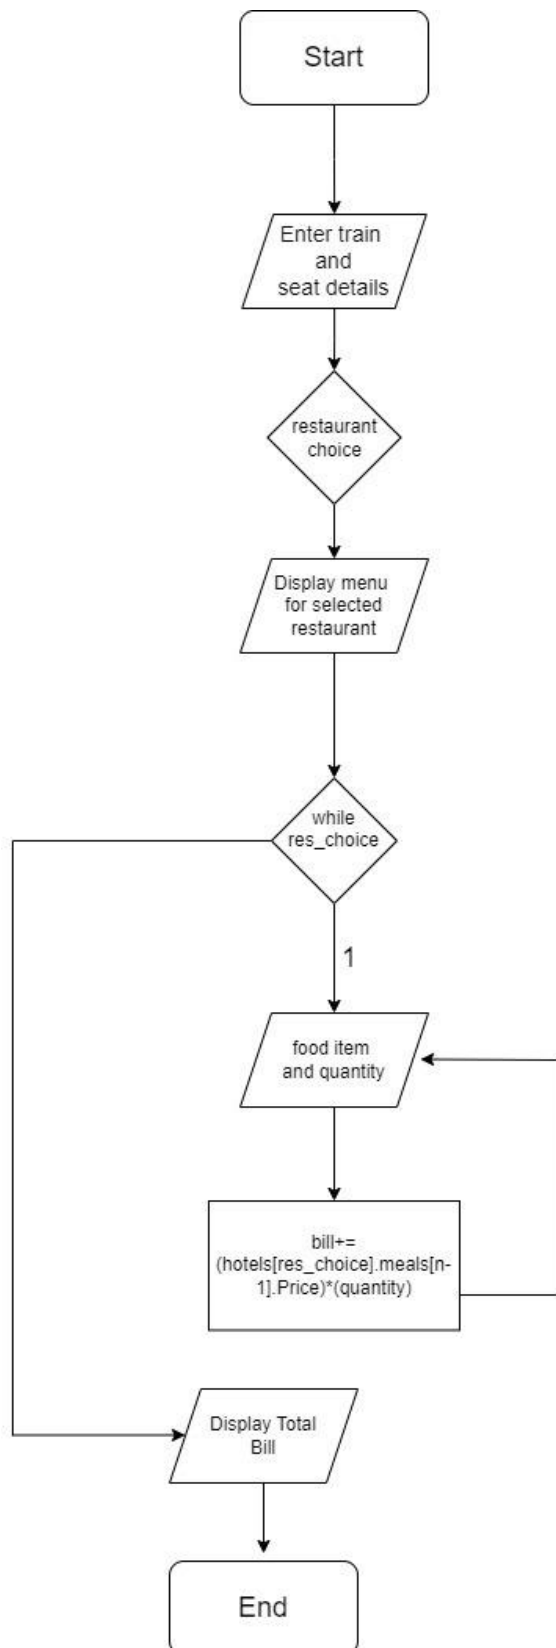 Start
Enter train
and
seat details
restaurant
choice
Display menu
for selected
restaurant
while
res_choice
1
food item
and quantity
bill+=
(hotels[res_choice].meals[n-
1].Price)*(quantity)
Display Total
Bill
End